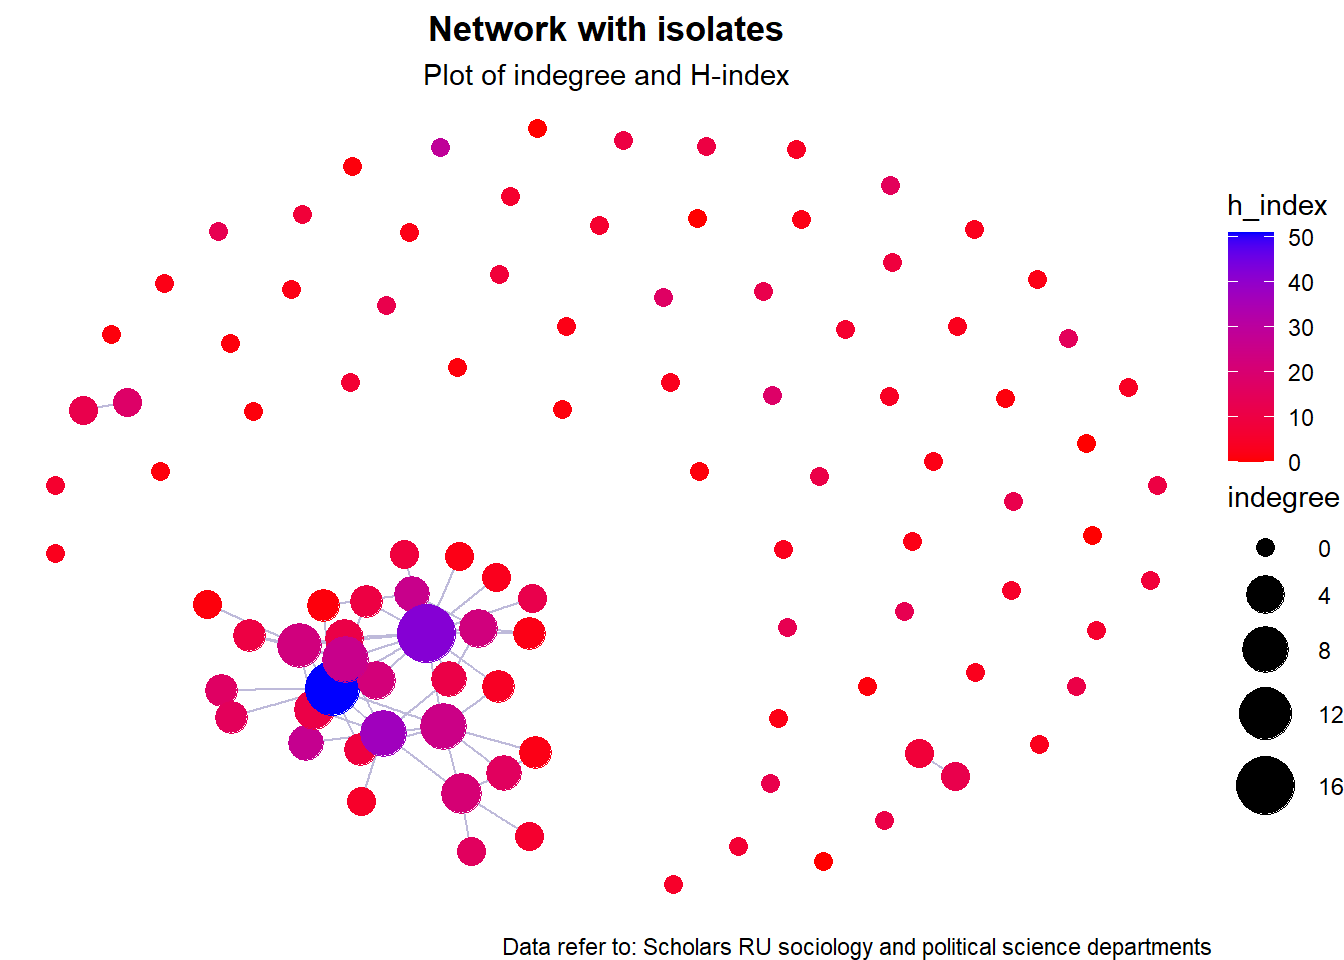 Network with isolates
Plot of indegree and H-index
h_index
50
40
30
20
10
0
indegree
0
4
8
12
16
Data refer to: Scholars RU sociology and political science departments